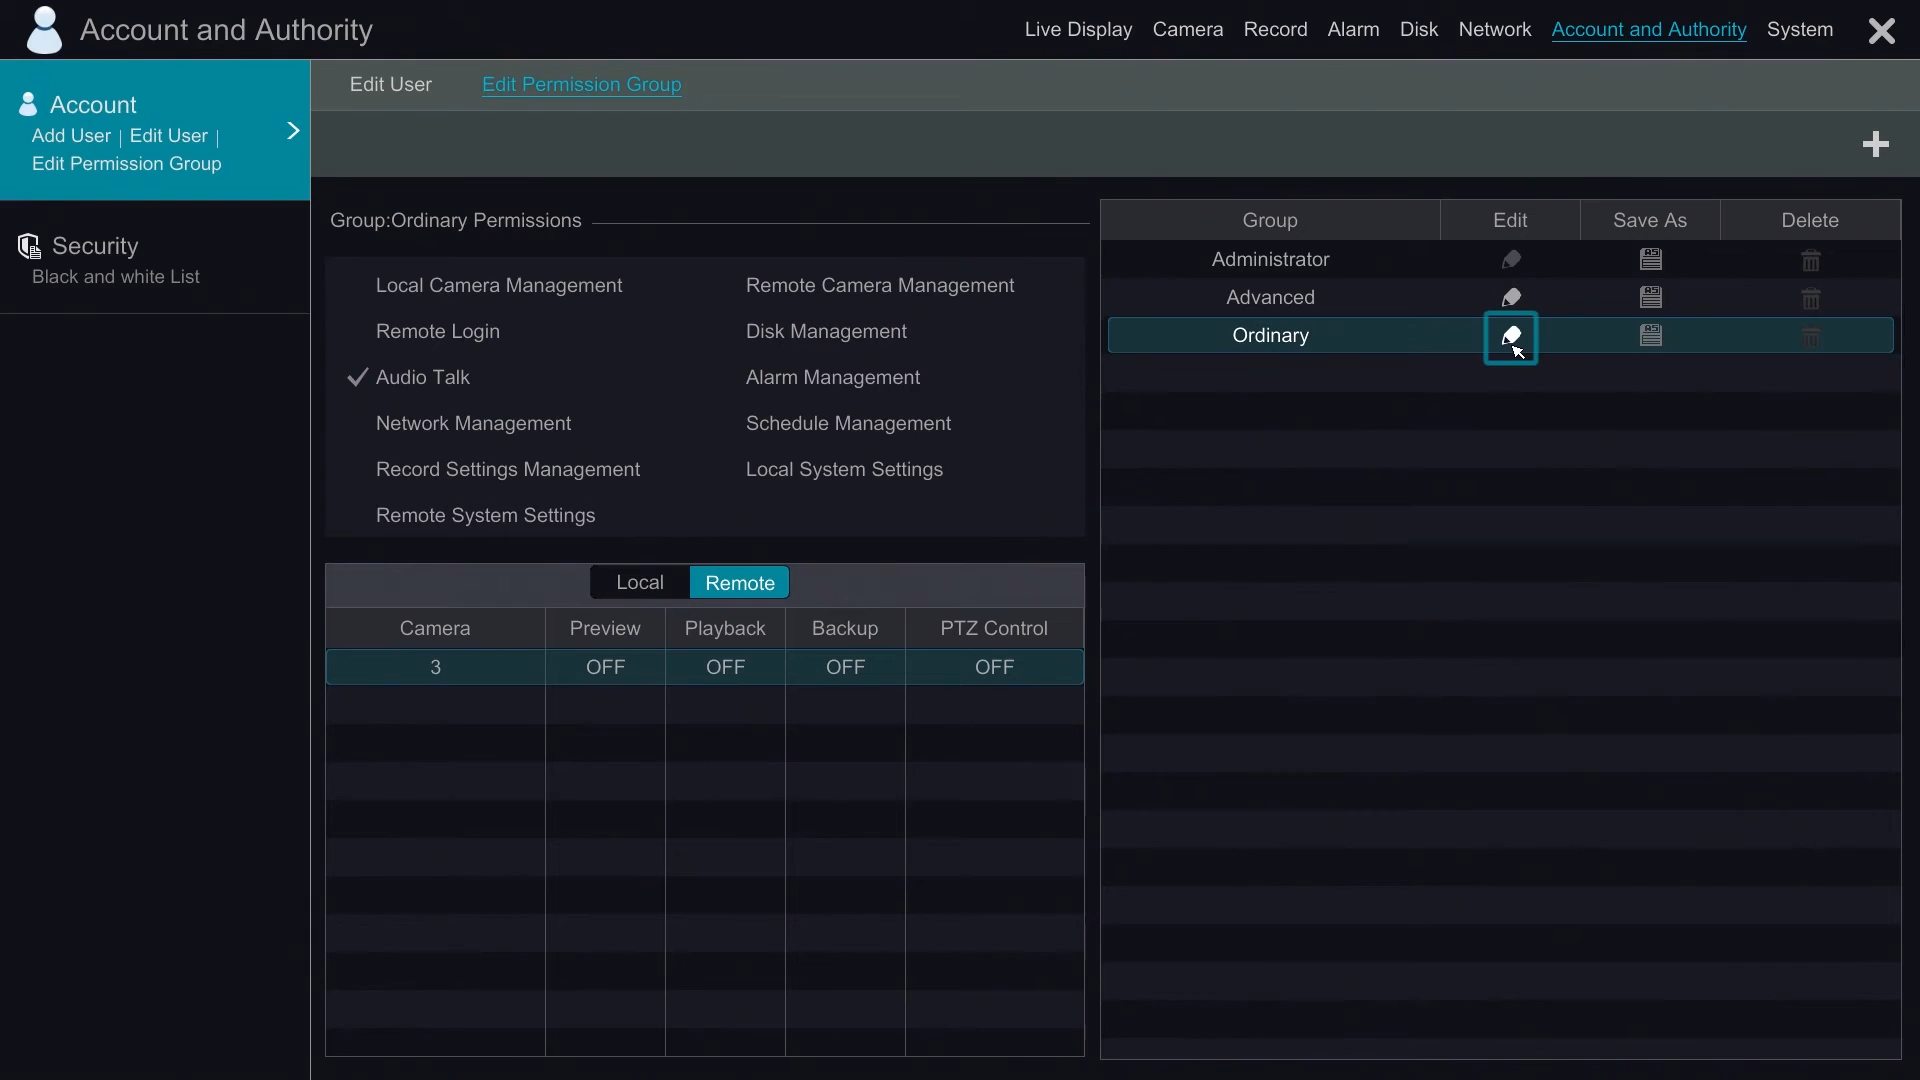 Account and Authority
Live Display Camera Record Alarm Disk Network Account and Authority System
Account
Add User | Edit User |
Edit Permission Group
Security
Black and white List
Edit User Edit Permission Group
Group:Ordinary Permissions
Local Camera Management Remote Camera Management
Remote Login Disk Management
Audio Talk Alarm Management
Network Management Schedule Management
Record Settings Management Local System Settings
Remote System Settings
Local Remote
Camera Preview Playback Backup PTZ Control
3 OFF OFF OFF OFF
Group Edit Save As Delete
Administrator
Advanced
Ordinary